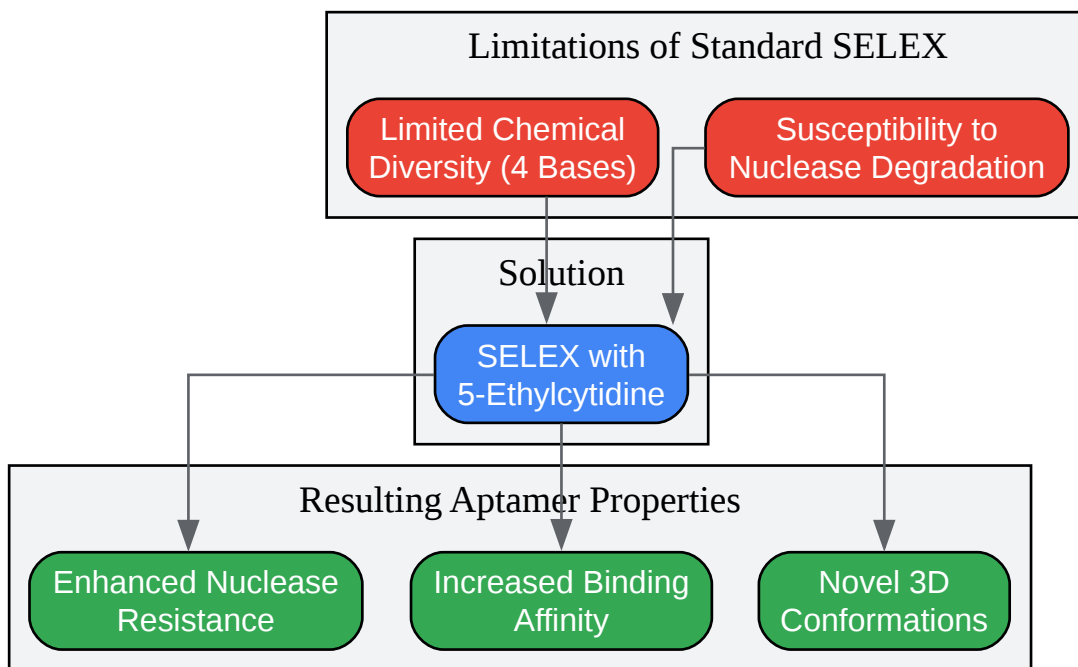 Limitations of Standard SELEX
Limited Chemical
Diversity (4 Bases)
Susceptibility to
Nuclease Degradation
Solution
SELEX with
5-Ethylcytidine
Resulting Aptamer Properties
Enhanced Nuclease
Resistance
Increased Binding
Affinity
Novel 3D
Conformations